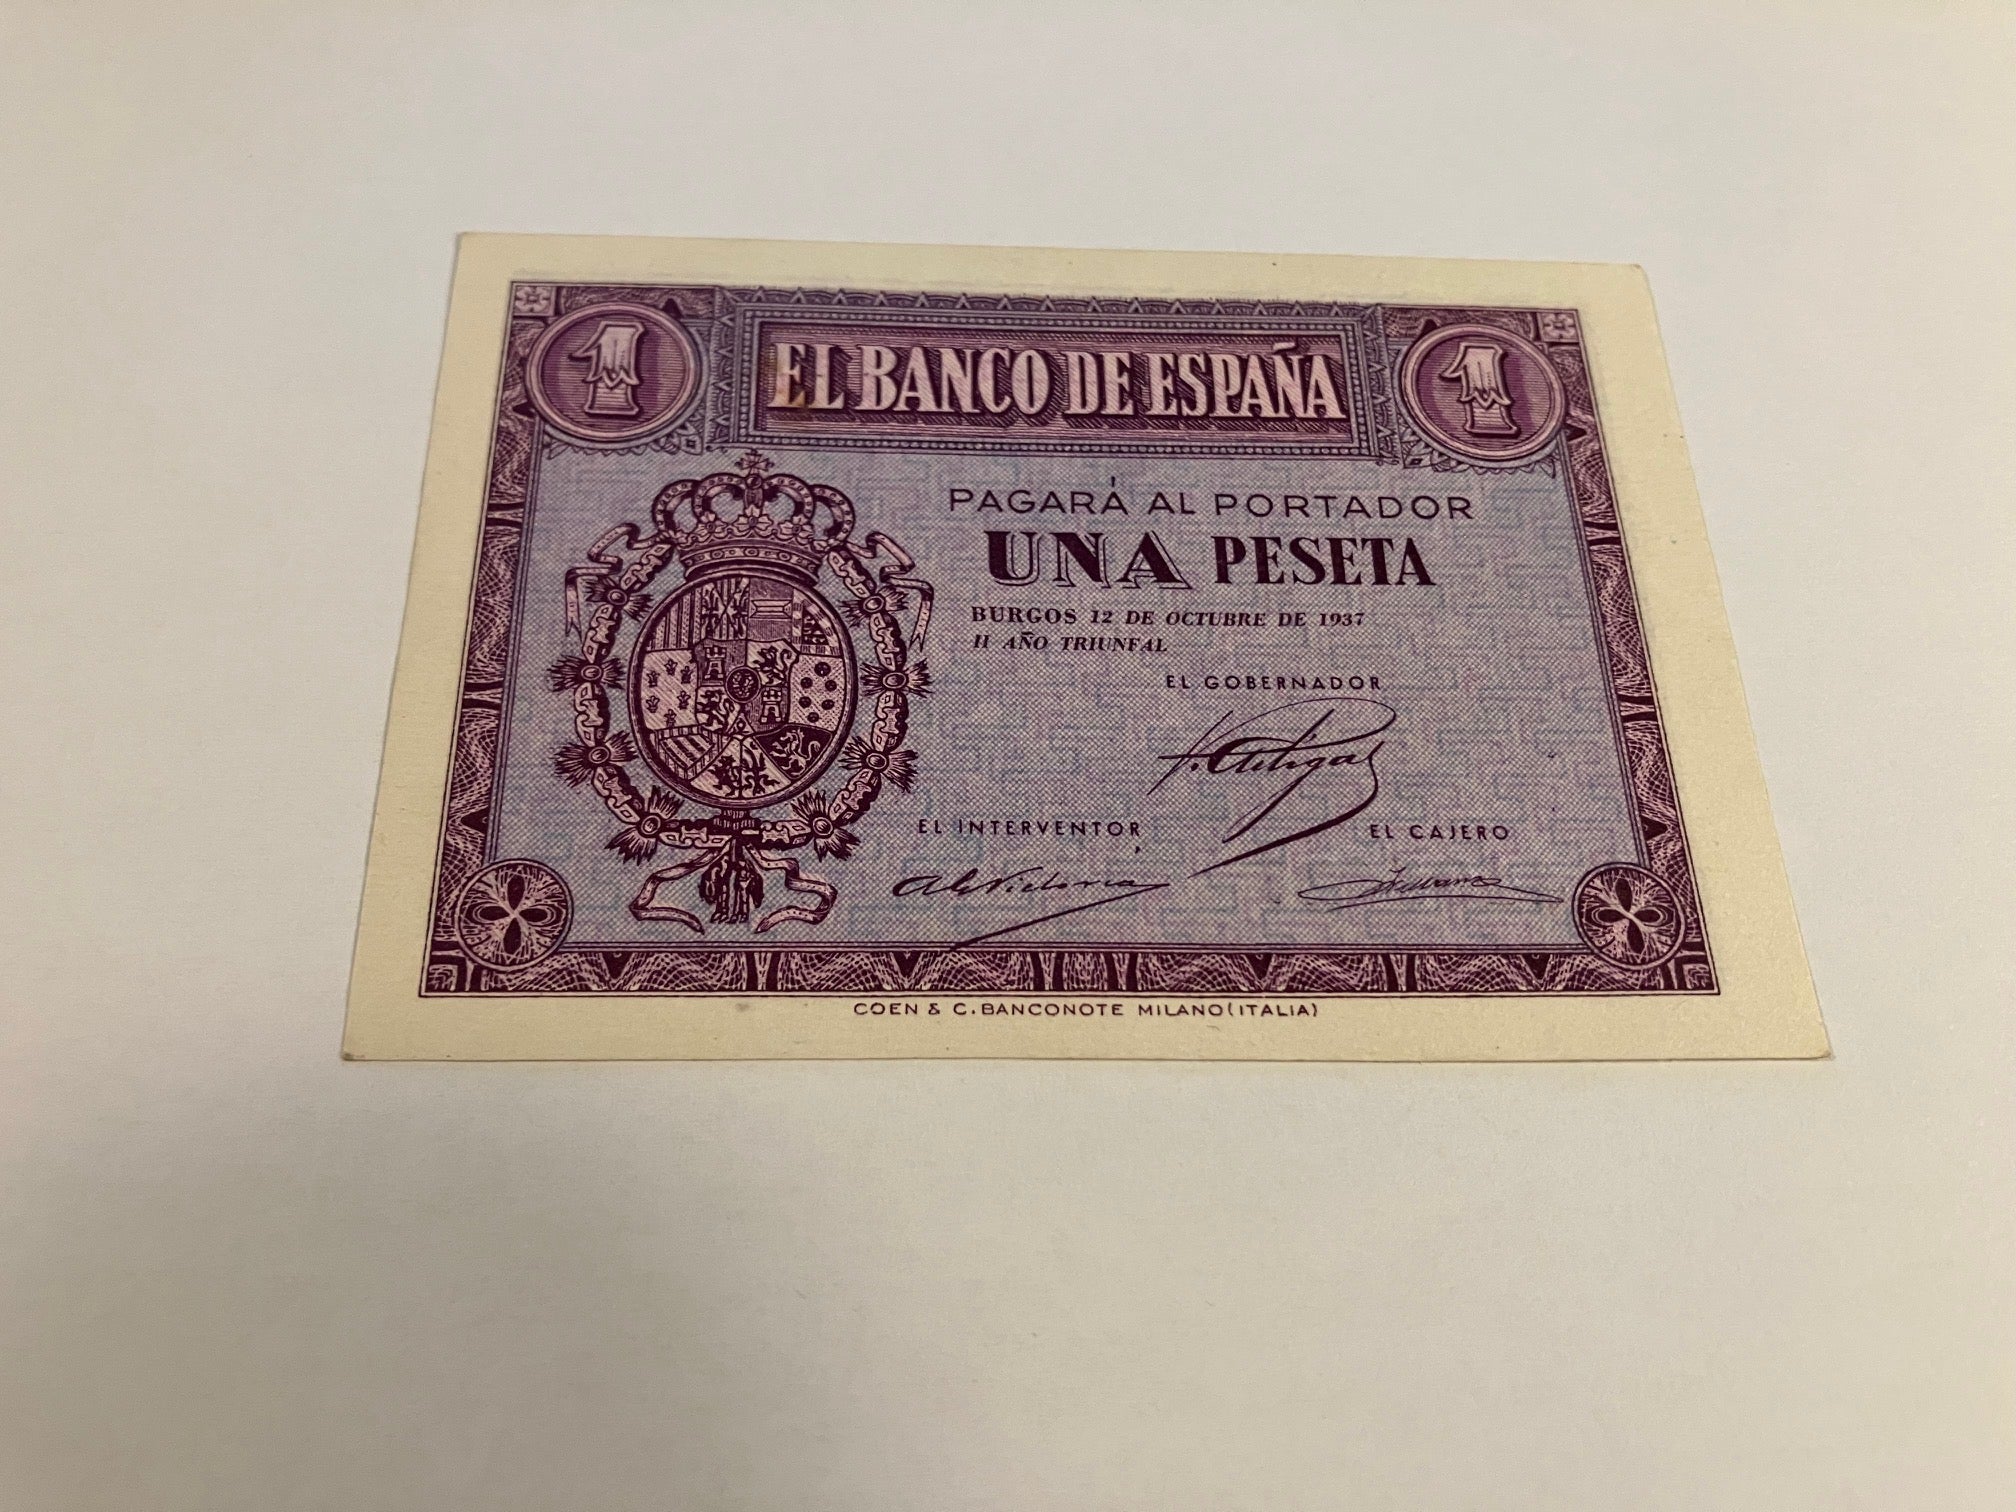 1 EL BANCO DE ESPAÑA 1
PAGARÁ AL PORTADOR
UNA PESETA
BURGOS 12 DE OCTUBRE DE 1937
II AÑO TRIUNFAL
EL GOBERNADOR
EL INTERVENTOR
EL CAJERO
COEN & C. BANCONOTE MILANO (ITALIA)